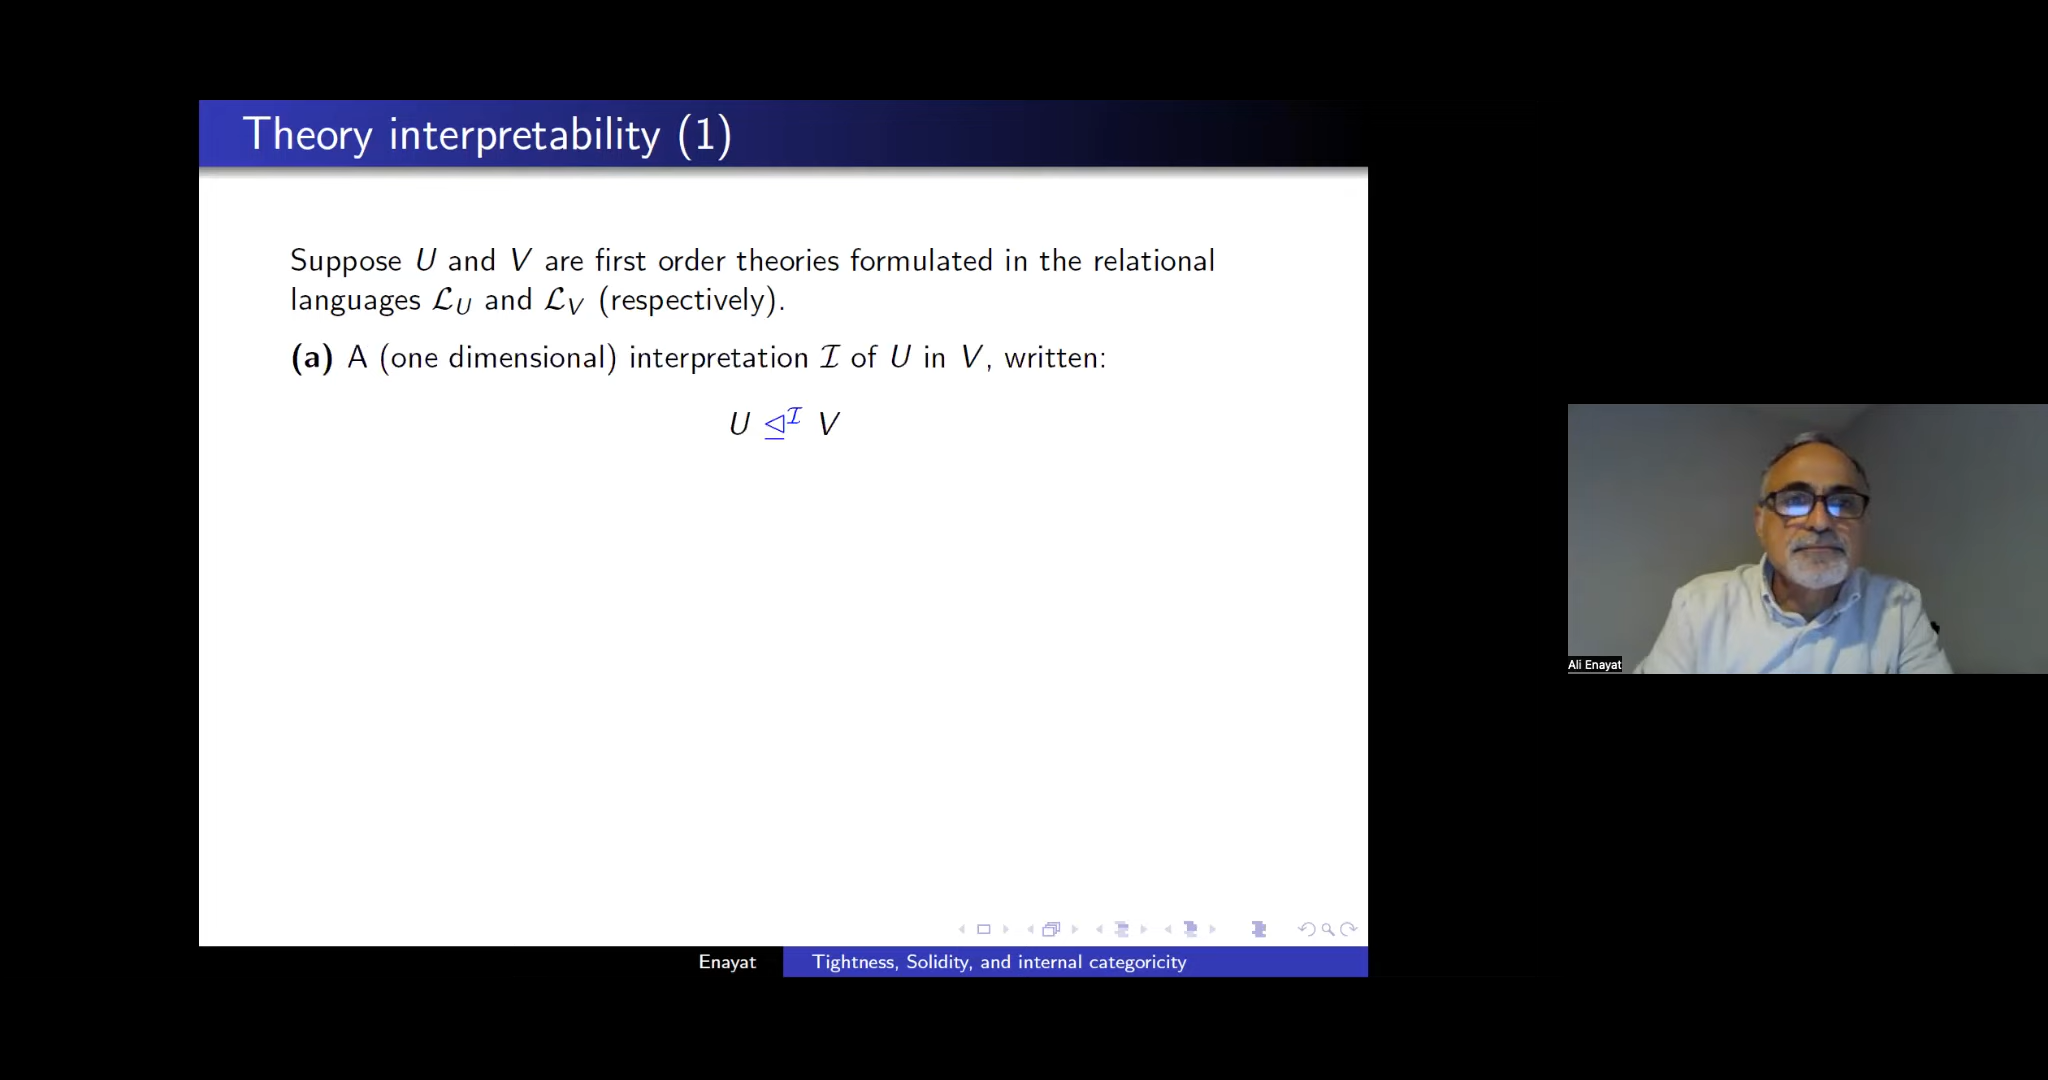 Theory interpretability (1)
Suppose U and V are first order theories formulated in the relational
languages ℒ_U and ℒ_V (respectively).
(a) A (one dimensional) interpretation ℐ of U in V, written:
U ⊴^ℐ V
Ali Enayat
Enayat Tightness, Solidity, and internal categoricity